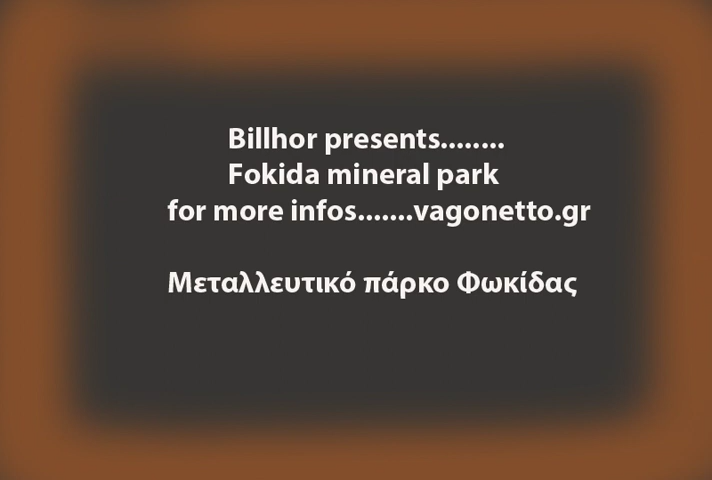 Billhor presents........
Fokida mineral park
for more infos.......vagonetto.gr
Μεταλλευτικό πάρκο Φωκίδας